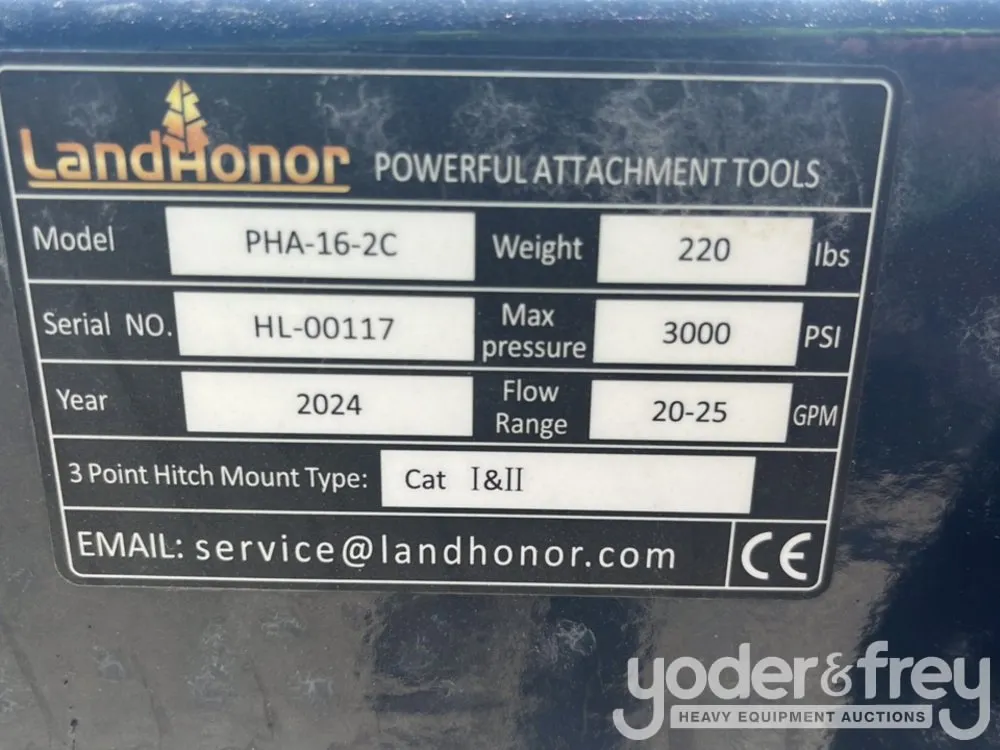 LandHonor POWERFUL ATTACHMENT TOOLS
Model PHA-16-2C Weight 220 lbs
Serial NO. HL-00117 Max pressure 3000 PSI
Year 2024 Flow Range 20-25 GPM
3 Point Hitch Mount Type: Cat I&II
EMAIL: service@landhonor.com CE
yoder&frey
HEAVY EQUIPMENT AUCTIONS